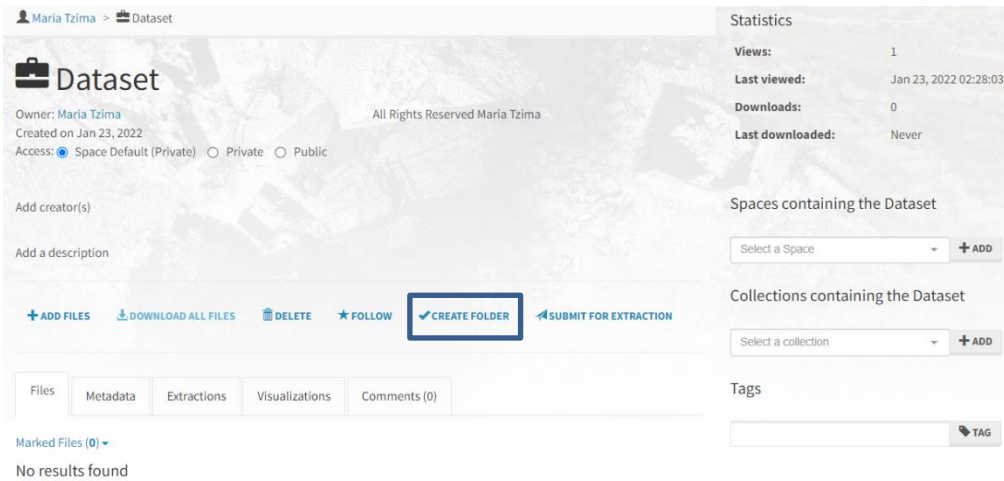 Maria Tzima > Dataset
Dataset
Owner: Maria Tzima
All Rights Reserved Maria Tzima
Created on Jan 23, 2022
Access: Space Default (Private) Private Public
Add creator(s)
Add a description
+ ADD FILES DOWNLOAD ALL FILES DELETE FOLLOW CREATE FOLDER SUBMIT FOR EXTRACTION
Files Metadata Extractions Visualizations Comments (0)
Marked Files (0)
No results found
Statistics
Views: 1
Last viewed: Jan 23, 2022 02:28:03
Downloads: 0
Last downloaded: Never
Spaces containing the Dataset
Select a Space + ADD
Collections containing the Dataset
Select a collection + ADD
Tags
TAG